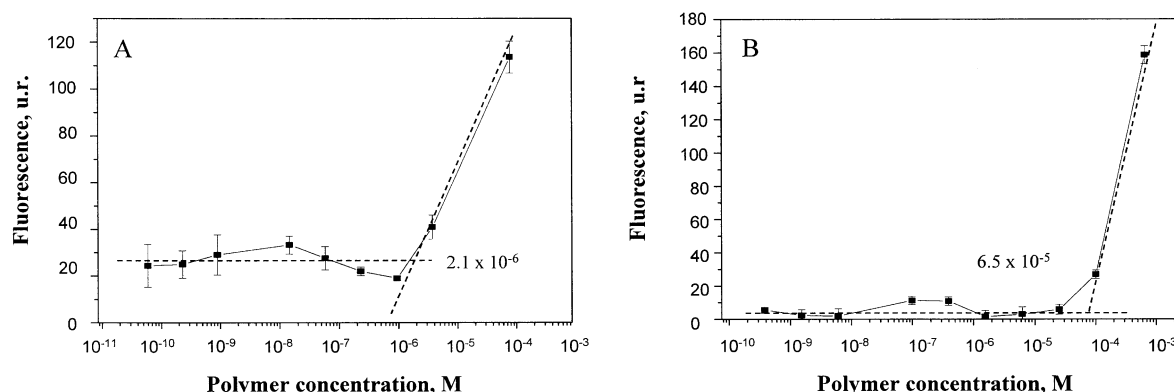 A
Fluorescence, u.r.
120
100
80
60
40
20
0
2.1 x 10⁻⁶
10⁻¹¹ 10⁻¹⁰ 10⁻⁹ 10⁻⁸ 10⁻⁷ 10⁻⁶ 10⁻⁵ 10⁻⁴ 10⁻³
Polymer concentration, M
B
Fluorescence, u.r
180
160
140
120
100
80
60
40
20
0
6.5 x 10⁻⁵
10⁻¹⁰ 10⁻⁹ 10⁻⁸ 10⁻⁷ 10⁻⁶ 10⁻⁵ 10⁻⁴ 10⁻³
Polymer concentration, M